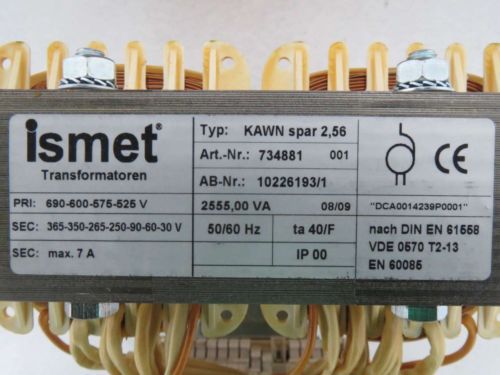 ismet®
Transformatoren
Typ: KAWN spar 2,56
Art.-Nr.: 734881 001
AB-Nr.: 10226193/1
PRI: 690-600-575-525 V
2555,00 VA 08/09
"DCA0014239P0001"
SEC: 365-350-265-250-90-60-30 V
50/60 Hz ta 40/F
nach DIN EN 61558
VDE 0570 T2-13
SEC: max. 7 A
IP 00
EN 60085
CE